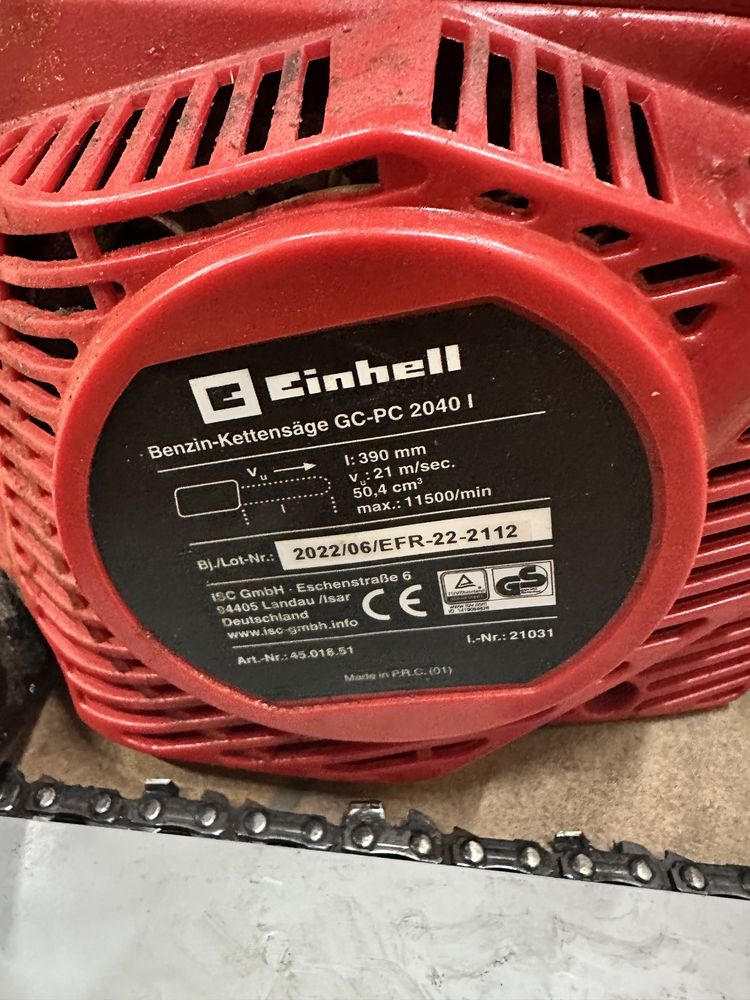 Einhell
Benzin-Kettensäge GC-PC 2040 I
l: 390 mm
vu: 21 m/sec.
50,4 cm³
max.: 11500/min
vu
l
Bj./Lot-Nr.: 2022/06/EFR-22-2112
ISC GmbH · Eschenstraße 6
94405 Landau /Isar
Deutschland
www.isc-gmbh.info
CE
TÜVRheinland
GS
Art.-Nr.: 45.016.51
I.-Nr.: 21031
Made in P.R.C. (01)